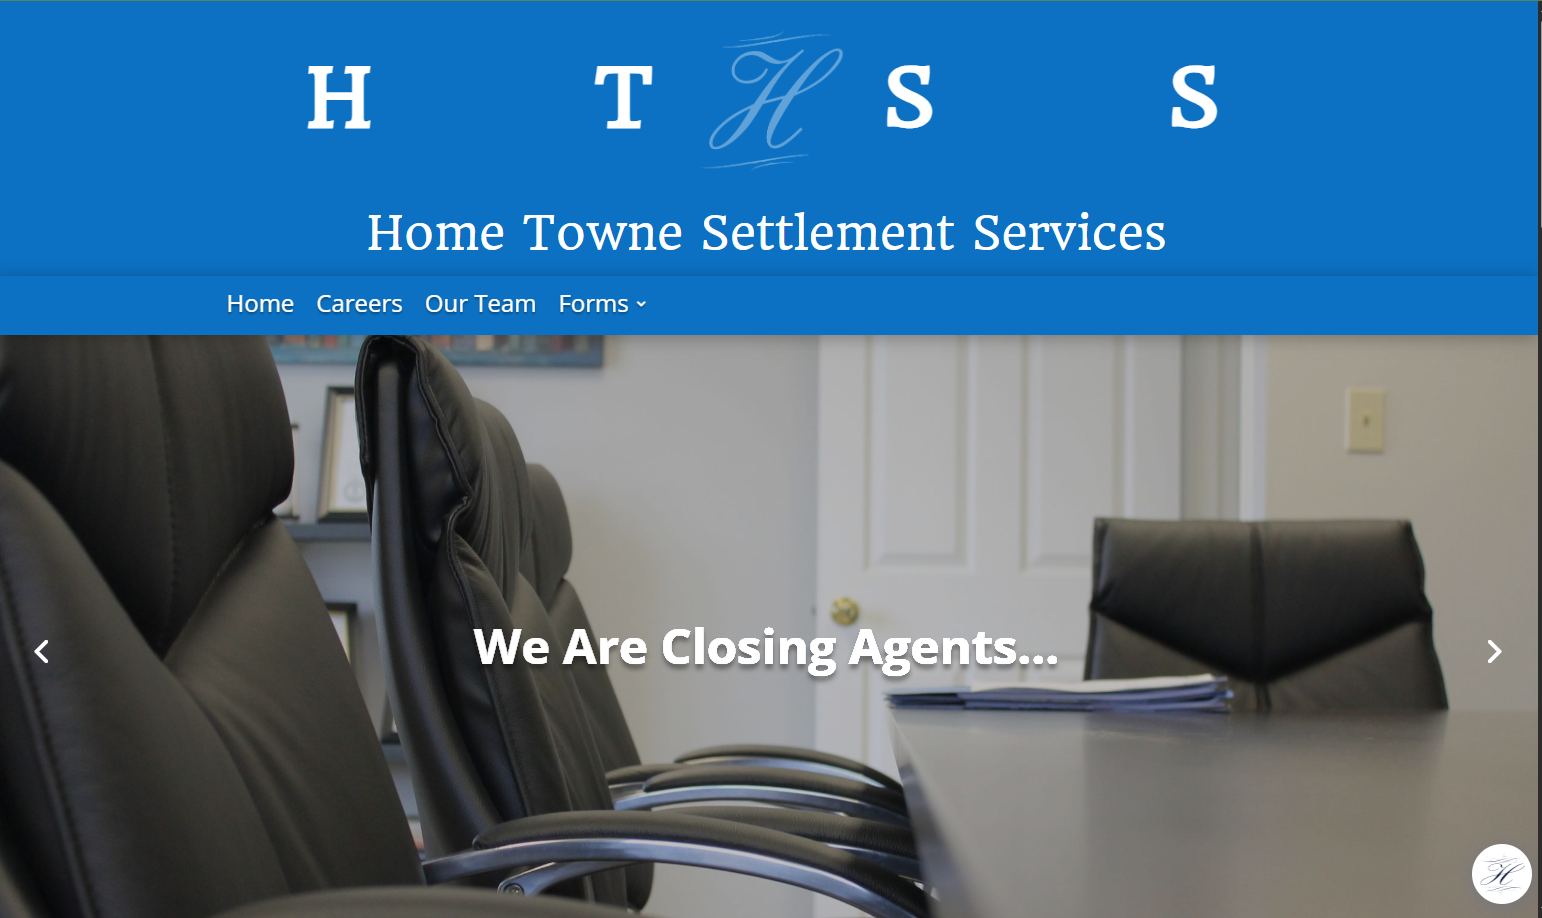 H T H S S
Home Towne Settlement Services
Home Careers Our Team Forms
We Are Closing Agents...
H